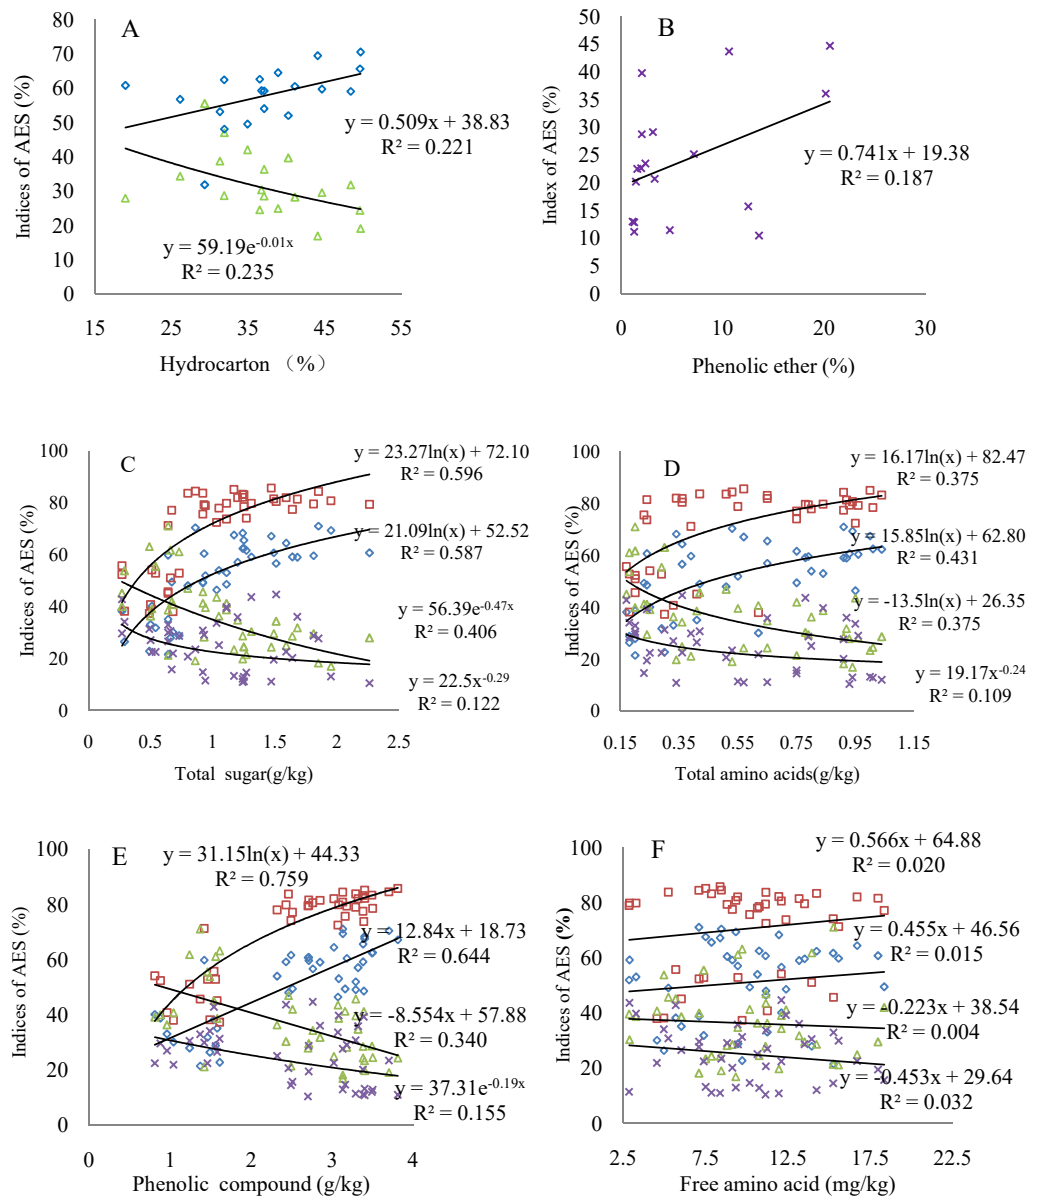 A
Indices of AES (%)
80
70
60
50
40
30
20
10
0
y = 0.509x + 38.83
R² = 0.221
y = 59.19e^-0.01x
R² = 0.235
15 25 35 45 55
Hydrocarton （%）
B
Index of AES (%)
50
45
40
35
30
25
20
15
10
5
0
y = 0.741x + 19.38
R² = 0.187
0 10 20 30
Phenolic ether (%)
C
Indices of AES (%)
100
80
60
40
20
0
y = 23.27ln(x) + 72.10
R² = 0.596
y = 21.09ln(x) + 52.52
R² = 0.587
y = 56.39e^-0.47x
R² = 0.406
y = 22.5x^-0.29
R² = 0.122
0 0.5 1 1.5 2 2.5
Total sugar(g/kg)
D
Indices of AES (%)
100
80
60
40
20
0
y = 16.17ln(x) + 82.47
R² = 0.375
y = 15.85ln(x) + 62.80
R² = 0.431
y = -13.5ln(x) + 26.35
R² = 0.375
y = 19.17x^-0.24
R² = 0.109
0.15 0.35 0.55 0.75 0.95 1.15
Total amino acids(g/kg)
E
Indices of AES (%)
100
80
60
40
20
0
y = 31.15ln(x) + 44.33
R² = 0.759
y = 12.84x + 18.73
R² = 0.644
y = -8.554x + 57.88
R² = 0.340
y = 37.31e^-0.19x
R² = 0.155
0 1 2 3 4
Phenolic compound (g/kg)
F
Indices of AES (%)
100
80
60
40
20
0
y = 0.566x + 64.88
R² = 0.020
y = 0.455x + 46.56
R² = 0.015
y = -0.223x + 38.54
R² = 0.004
y = -0.453x + 29.64
R² = 0.032
2.5 7.5 12.5 17.5 22.5
Free amino acid (mg/kg)